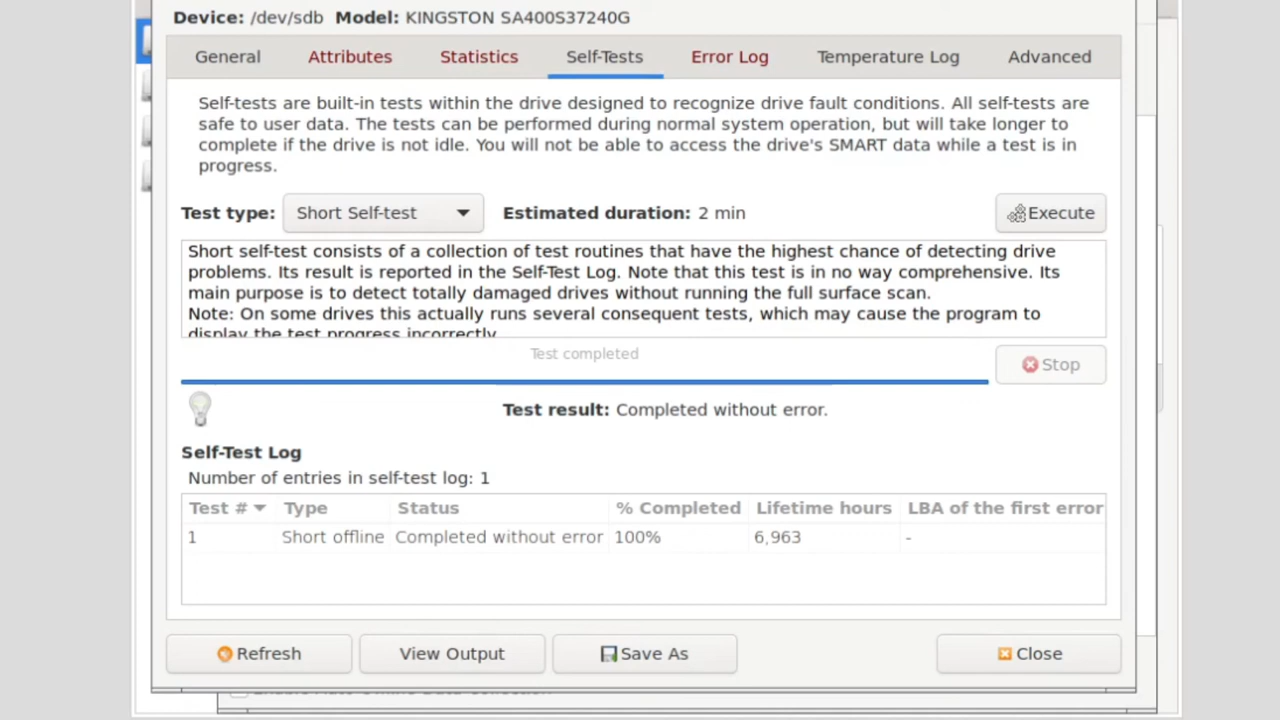 Device: /dev/sdb Model: KINGSTON SA400S37240G
General Attributes Statistics Self-Tests Error Log Temperature Log Advanced
Self-tests are built-in tests within the drive designed to recognize drive fault conditions. All self-tests are
safe to user data. The tests can be performed during normal system operation, but will take longer to
complete if the drive is not idle. You will not be able to access the drive's SMART data while a test is in
progress.
Test type: Short Self-test Estimated duration: 2 min Execute
Short self-test consists of a collection of test routines that have the highest chance of detecting drive
problems. Its result is reported in the Self-Test Log. Note that this test is in no way comprehensive. Its
main purpose is to detect totally damaged drives without running the full surface scan.
Note: On some drives this actually runs several consequent tests, which may cause the program to
display the test progress incorrectly.
Test completed
Stop
Test result: Completed without error.
Self-Test Log
Number of entries in self-test log: 1
Test # Type Status % Completed Lifetime hours LBA of the first error
1 Short offline Completed without error 100% 6,963 -
Refresh View Output Save As Close